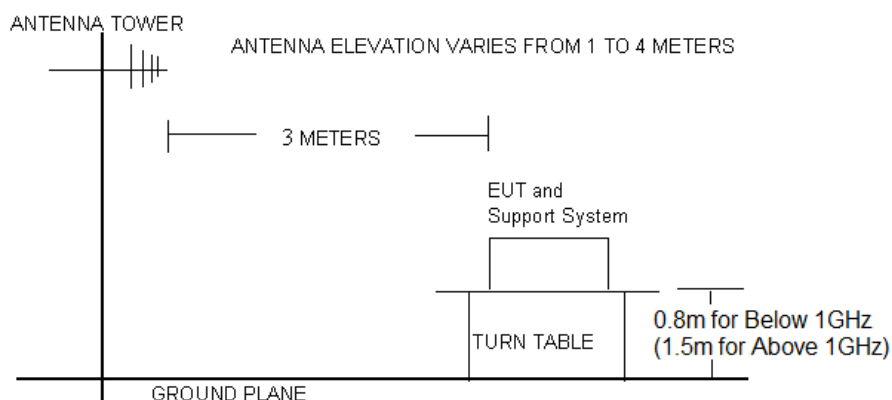 ANTENNA TOWER
ANTENNA ELEVATION VARIES FROM 1 TO 4 METERS
3 METERS
EUT and
Support System
0.8m for Below 1GHz
(1.5m for Above 1GHz)
TURN TABLE
GROUND PLANE